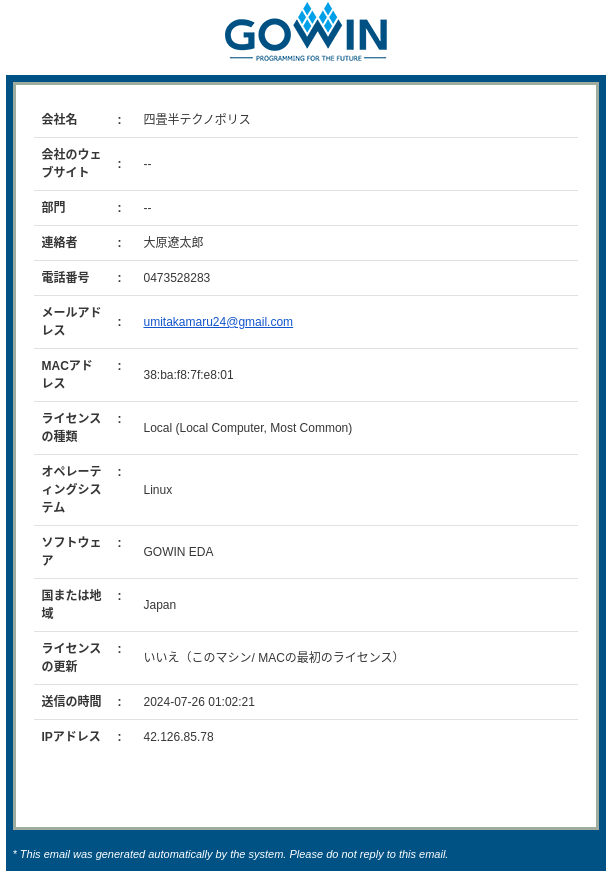 GOWIN
PROGRAMMING FOR THE FUTURE
会社名 : 四畳半テクノポリス
会社のウェ
ブサイト : --
部門 : --
連絡者 : 大原遼太郎
電話番号 : 0473528283
メールアド
レス : umitakamaru24@gmail.com
MACアド :
レス 38:ba:f8:7f:e8:01
ライセンス :
の種類 Local (Local Computer, Most Common)
オペレーテ :
ィングシス Linux
テム
ソフトウェ :
ア GOWIN EDA
国または地 :
域 Japan
ライセンス :
の更新 いいえ（このマシン/ MACの最初のライセンス）
送信の時間 : 2024-07-26 01:02:21
IPアドレス : 42.126.85.78
* This email was generated automatically by the system. Please do not reply to this email.